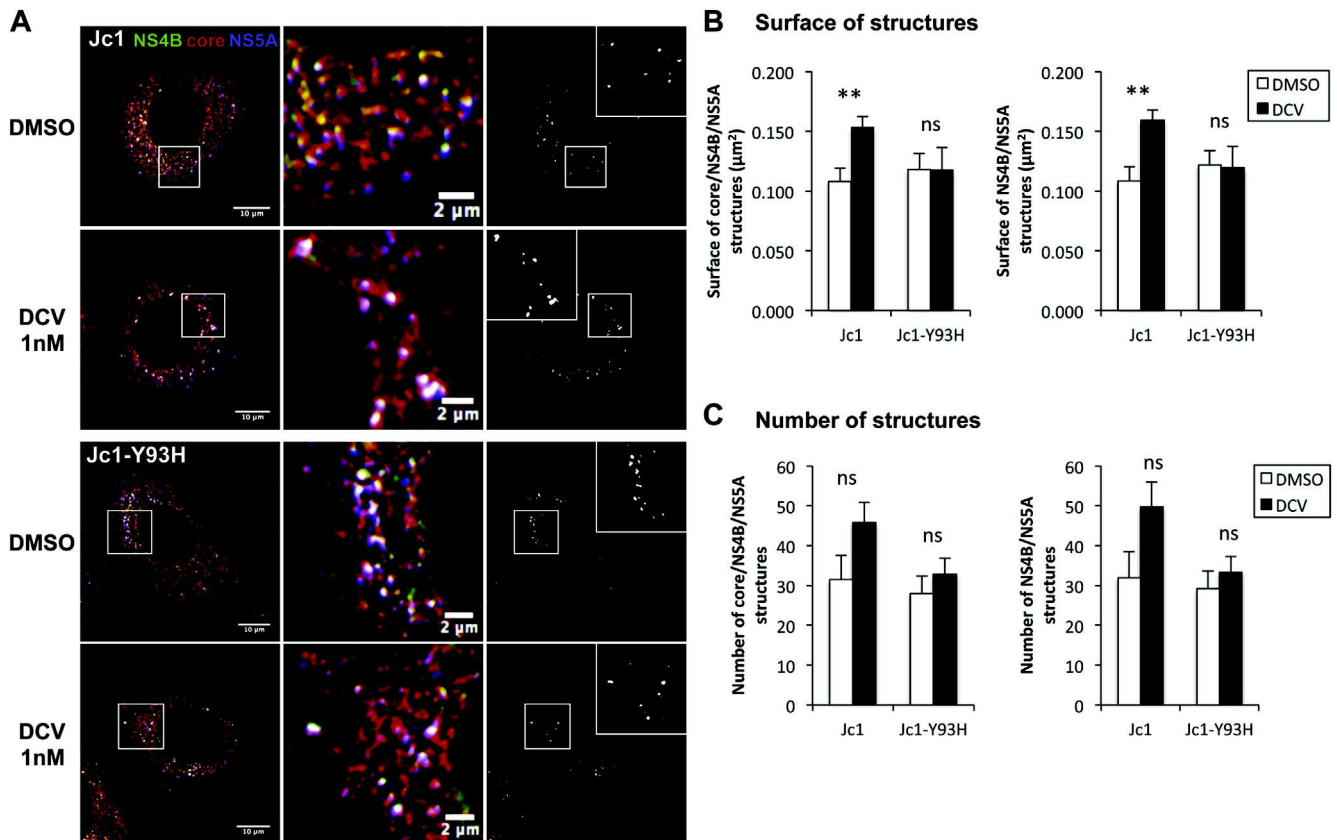 A
Jc1 NS4B core NS5A
DMSO
10 µm
2 µm
DCV
1nM
10 µm
2 µm
Jc1-Y93H
DMSO
10 µm
2 µm
DCV
1nM
10 µm
2 µm
B Surface of structures
Surface of core/NS4B/NS5A
structures (µm²)
0.200
0.150
0.100
0.050
0.000
**
ns
Jc1
Jc1-Y93H
Surface of NS4B/NS5A
structures (µm²)
0.200
0.150
0.100
0.050
0.000
**
ns
Jc1
Jc1-Y93H
DMSO
DCV
C Number of structures
Number of core/NS4B/NS5A
structures
60
50
40
30
20
10
0
ns
ns
Jc1
Jc1-Y93H
Number of NS4B/NS5A
structures
60
50
40
30
20
10
0
ns
ns
Jc1
Jc1-Y93H
DMSO
DCV